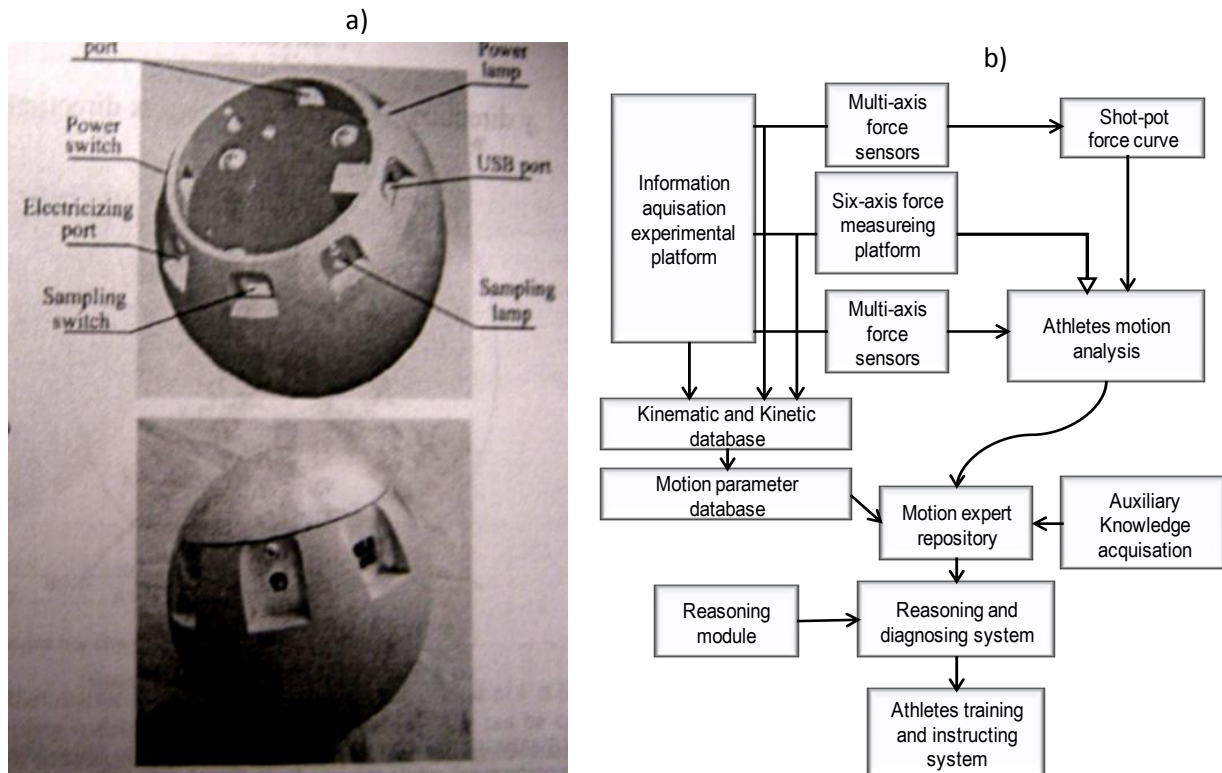 a)
port
Power
lamp
Power
switch
USB port
Electricizing
port
Sampling
switch
Sampling
lamp
b)
Information
aquisation
experimental
platform
Multi-axis
force
sensors
Shot-pot
force curve
Six-axis force
measureing
platform
Multi-axis
force
sensors
Athletes motion
analysis
Kinematic and Kinetic
database
Motion parameter
database
Motion expert
repository
Auxiliary
Knowledge
acquisation
Reasoning
module
Reasoning and
diagnosing system
Athletes training
and instructing
system